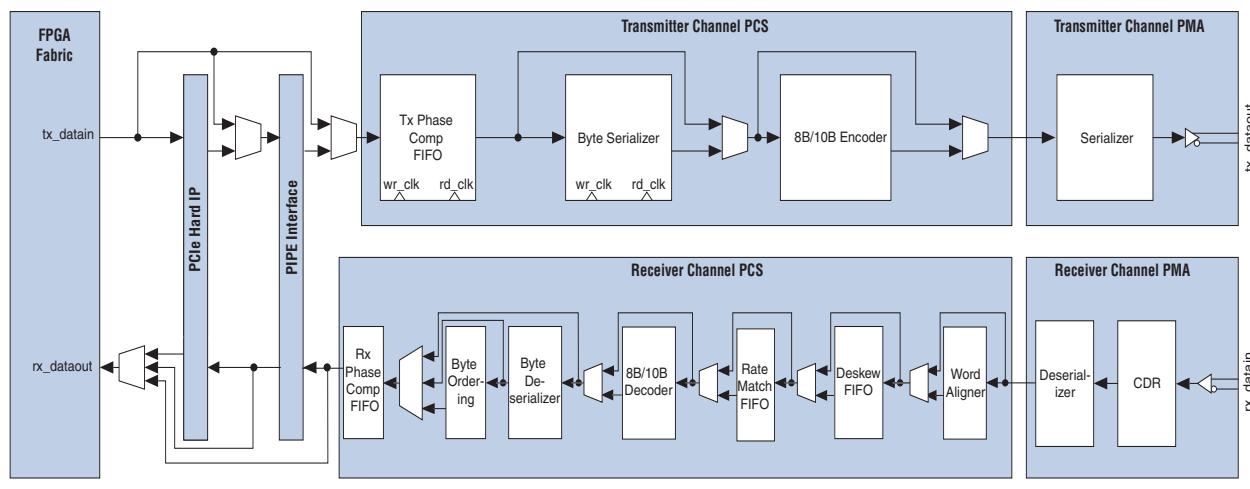 FPGA
Fabric
Transmitter Channel PCS
Transmitter Channel PMA
tx_datain
Tx Phase
Comp
FIFO
wr_clk
rd_clk
Byte Serializer
wr_clk
rd_clk
8B/10B Encoder
Serializer
tx_dataout
PCIe Hard IP
PIPE Interface
Receiver Channel PCS
Receiver Channel PMA
rx_dataout
Rx
Phase
Comp
FIFO
Byte
Order-
ing
Byte
De-
serializer
8B/10B
Decoder
Rate
Match
FIFO
Deskew
FIFO
Word
Aligner
Deserial-
izer
CDR
rx_datain